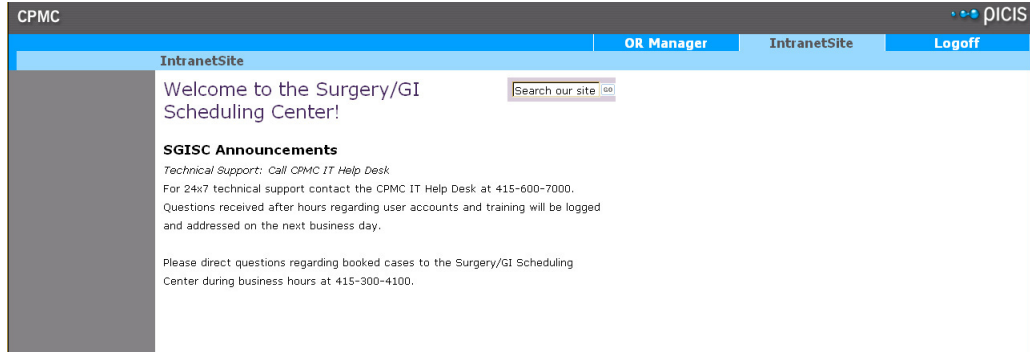 CPMC
PICIS
OR Manager IntranetSite Logoff
IntranetSite
Welcome to the Surgery/GI
Scheduling Center!
Search our site GO
SGISC Announcements
Technical Support: Call CPMC IT Help Desk
For 24x7 technical support contact the CPMC IT Help Desk at 415-600-7000.
Questions received after hours regarding user accounts and training will be logged
and addressed on the next business day.
Please direct questions regarding booked cases to the Surgery/GI Scheduling
Center during business hours at 415-300-4100.